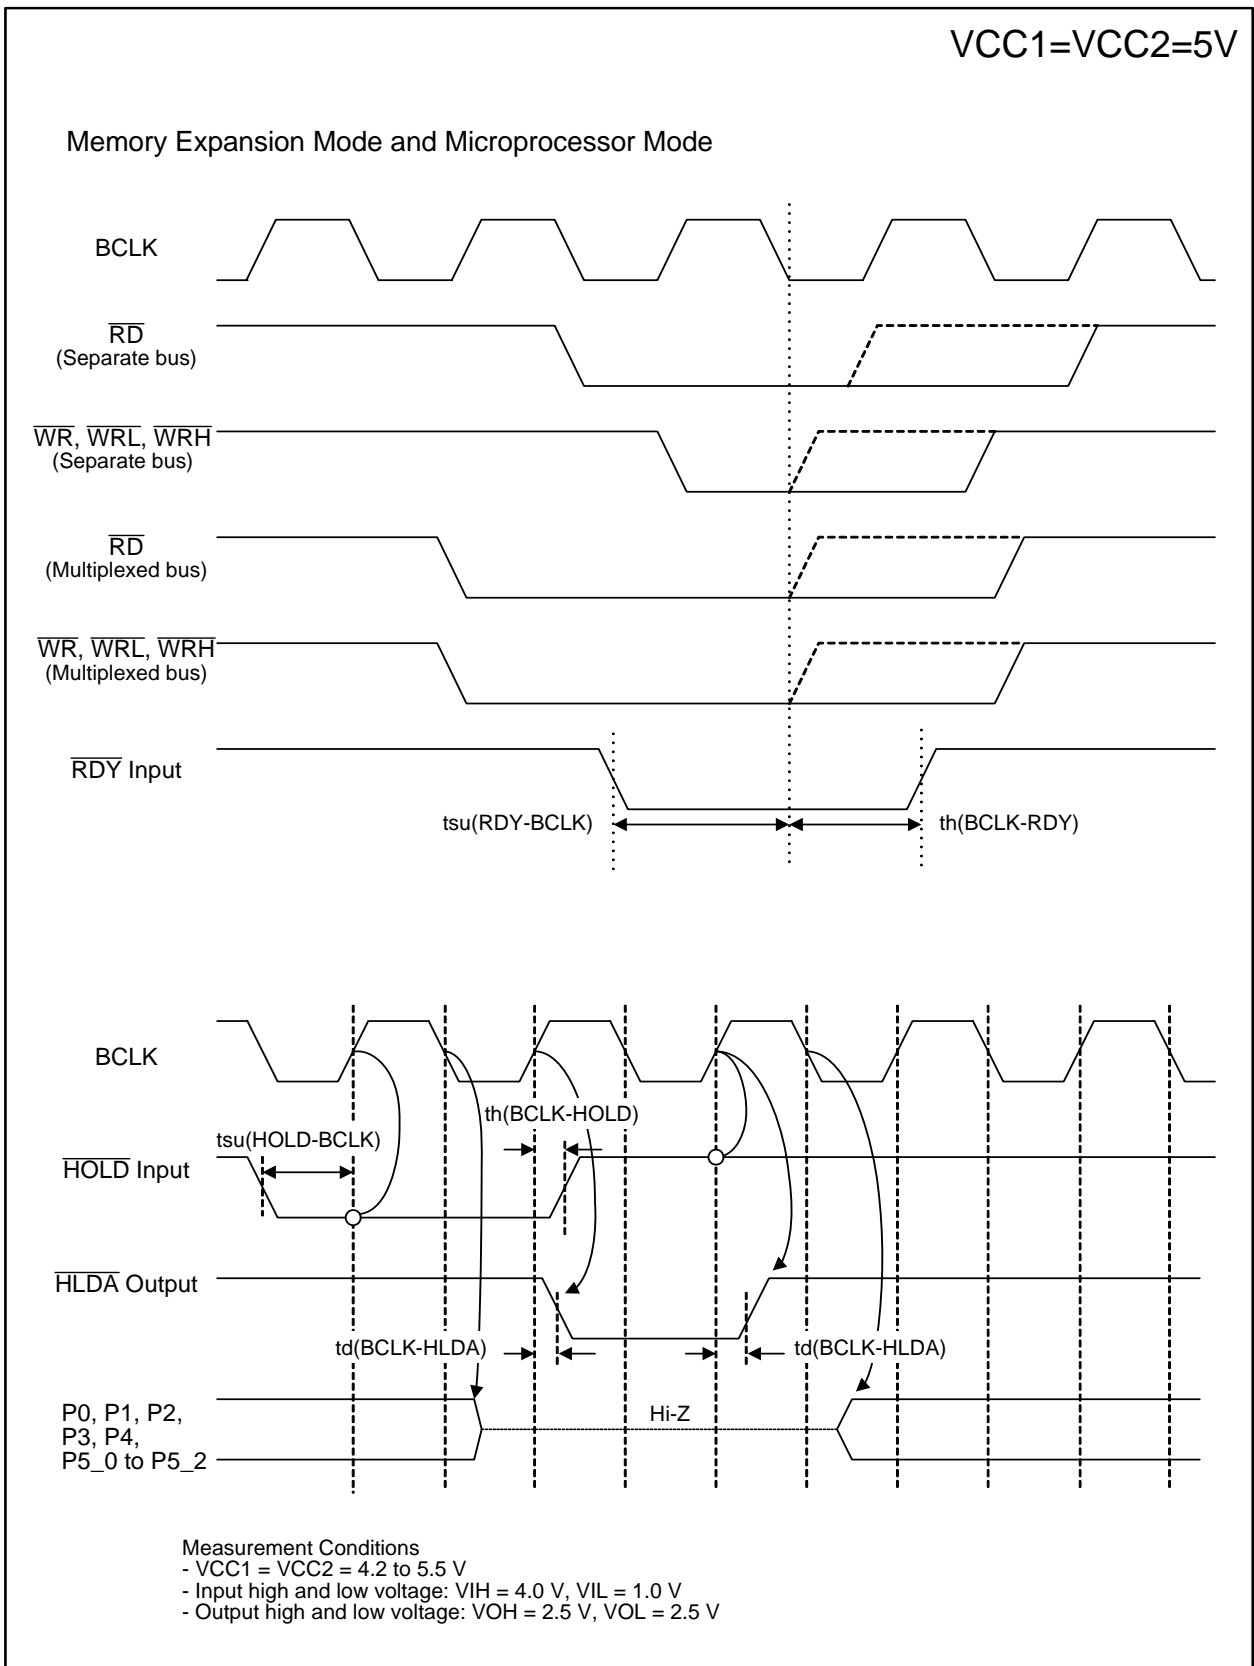 VCC1=VCC2=5V
Memory Expansion Mode and Microprocessor Mode
BCLK
RD
(Separate bus)
WR, WRL, WRH
(Separate bus)
RD
(Multiplexed bus)
WR, WRL, WRH
(Multiplexed bus)
RDY Input
tsu(RDY-BCLK)
th(BCLK-RDY)
BCLK
th(BCLK-HOLD)
tsu(HOLD-BCLK)
HOLD Input
HLDA Output
td(BCLK-HLDA)
td(BCLK-HLDA)
P0, P1, P2,
P3, P4,
P5_0 to P5_2
Hi-Z
Measurement Conditions
- VCC1 = VCC2 = 4.2 to 5.5 V
- Input high and low voltage: VIH = 4.0 V, VIL = 1.0 V
- Output high and low voltage: VOH = 2.5 V, VOL = 2.5 V